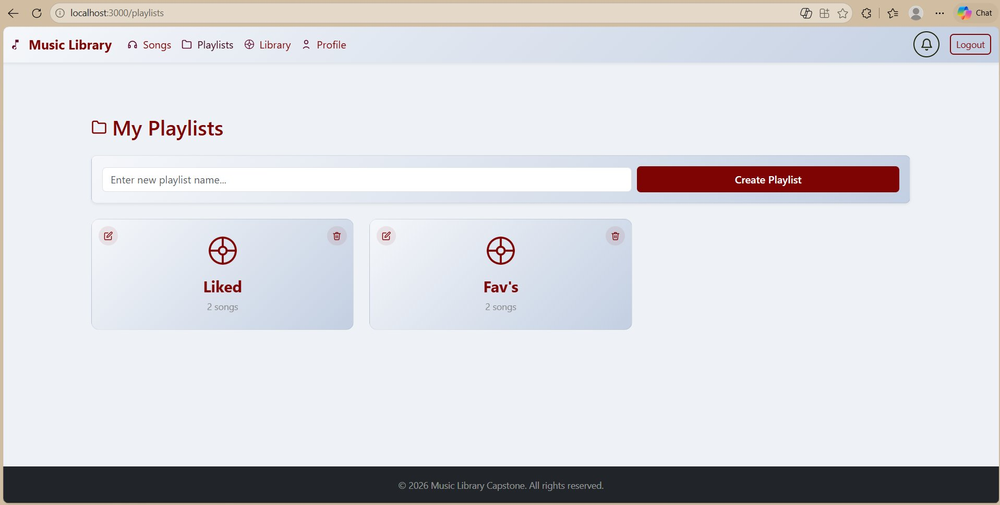 localhost:3000/playlists
Chat
Music Library Songs Playlists Library Profile Logout
My Playlists
Enter new playlist name... Create Playlist
Liked
2 songs
Fav's
2 songs
© 2026 Music Library Capstone. All rights reserved.